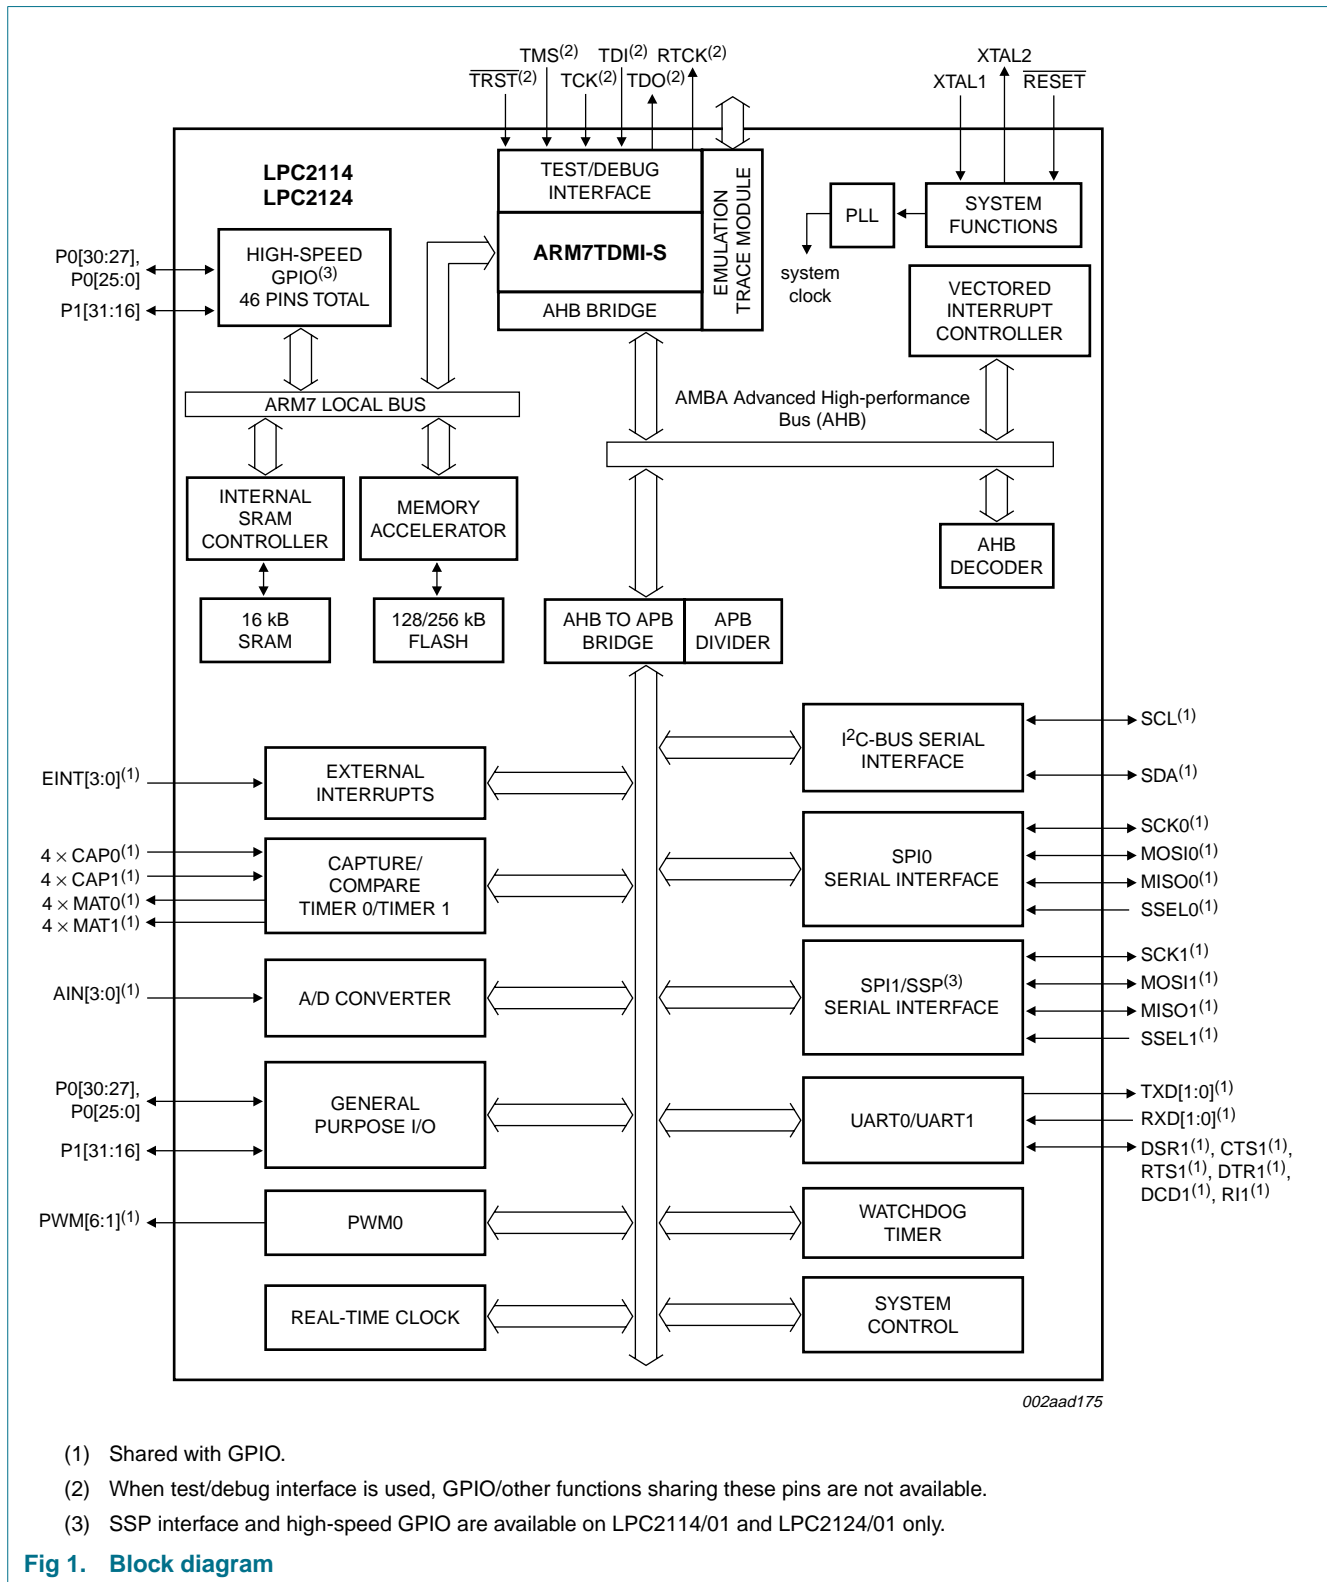 TMS(2) TDI(2) RTCK(2)
TRST(2) TCK(2) TDO(2)
XTAL2
XTAL1 RESET
LPC2114
LPC2124
TEST/DEBUG
INTERFACE
ARM7TDMI-S
AHB BRIDGE
EMULATION
TRACE MODULE
PLL
SYSTEM
FUNCTIONS
system
clock
P0[30:27],
P0[25:0]
P1[31:16]
HIGH-SPEED
GPIO(3)
46 PINS TOTAL
VECTORED
INTERRUPT
CONTROLLER
ARM7 LOCAL BUS
AMBA Advanced High-performance
Bus (AHB)
INTERNAL
SRAM
CONTROLLER
MEMORY
ACCELERATOR
AHB
DECODER
16 kB
SRAM
128/256 kB
FLASH
AHB TO APB
BRIDGE
APB
DIVIDER
EINT[3:0](1)
EXTERNAL
INTERRUPTS
I2C-BUS SERIAL
INTERFACE
SCL(1)
SDA(1)
4 × CAP0(1)
4 × CAP1(1)
4 × MAT0(1)
4 × MAT1(1)
CAPTURE/
COMPARE
TIMER 0/TIMER 1
SPI0
SERIAL INTERFACE
SCK0(1)
MOSI0(1)
MISO0(1)
SSEL0(1)
AIN[3:0](1)
A/D CONVERTER
SPI1/SSP(3)
SERIAL INTERFACE
SCK1(1)
MOSI1(1)
MISO1(1)
SSEL1(1)
P0[30:27],
P0[25:0]
P1[31:16]
GENERAL
PURPOSE I/O
UART0/UART1
TXD[1:0](1)
RXD[1:0](1)
DSR1(1), CTS1(1),
RTS1(1), DTR1(1),
DCD1(1), RI1(1)
PWM[6:1](1)
PWM0
WATCHDOG
TIMER
REAL-TIME CLOCK
SYSTEM
CONTROL
002aad175
(1) Shared with GPIO.
(2) When test/debug interface is used, GPIO/other functions sharing these pins are not available.
(3) SSP interface and high-speed GPIO are available on LPC2114/01 and LPC2124/01 only.
Fig 1. Block diagram